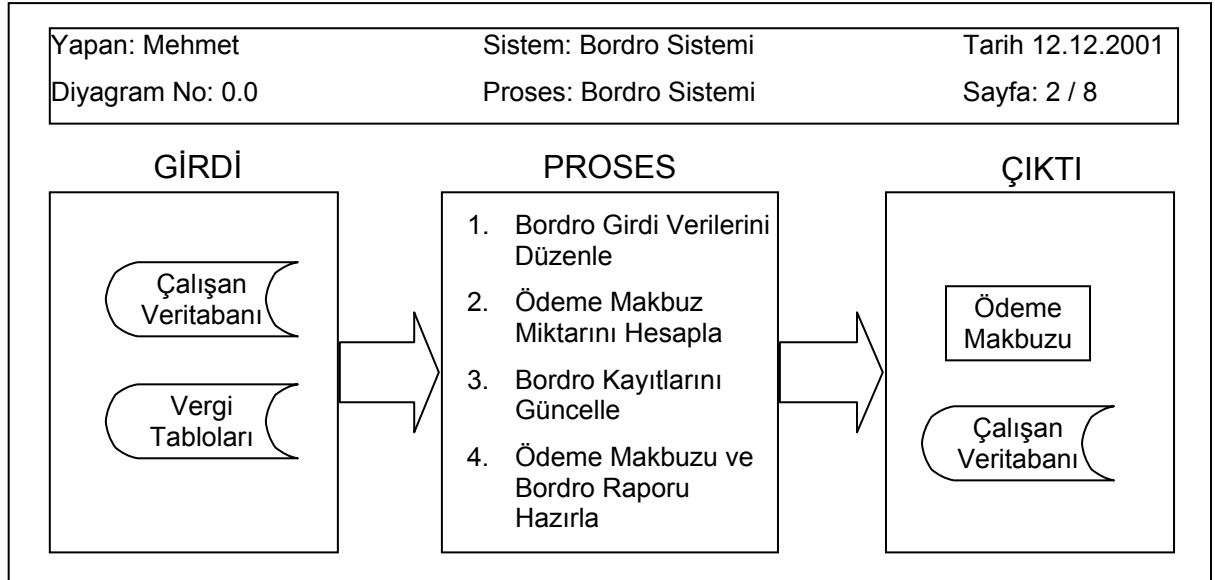 Yapan: Mehmet Sistem: Bordro Sistemi Tarih 12.12.2001
Diyagram No: 0.0 Proses: Bordro Sistemi Sayfa: 2 / 8
GİRDİ
Çalışan
Veritabanı
Vergi
Tabloları
PROSES
1. Bordro Girdi Verilerini
Düzenle
2. Ödeme Makbuz
Miktarını Hesapla
3. Bordro Kayıtlarını
Güncelle
4. Ödeme Makbuzu ve
Bordro Raporu
Hazırla
ÇIKTI
Ödeme
Makbuzu
Çalışan
Veritabanı